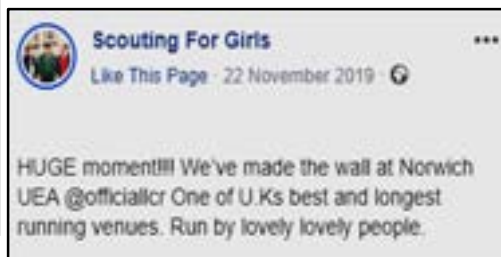 Scouting For Girls
Like This Page · 22 November 2019 ·
HUGE moment!!!! We've made the wall at Norwich
UEA @officiallcr One of U.Ks best and longest
running venues. Run by lovely lovely people.